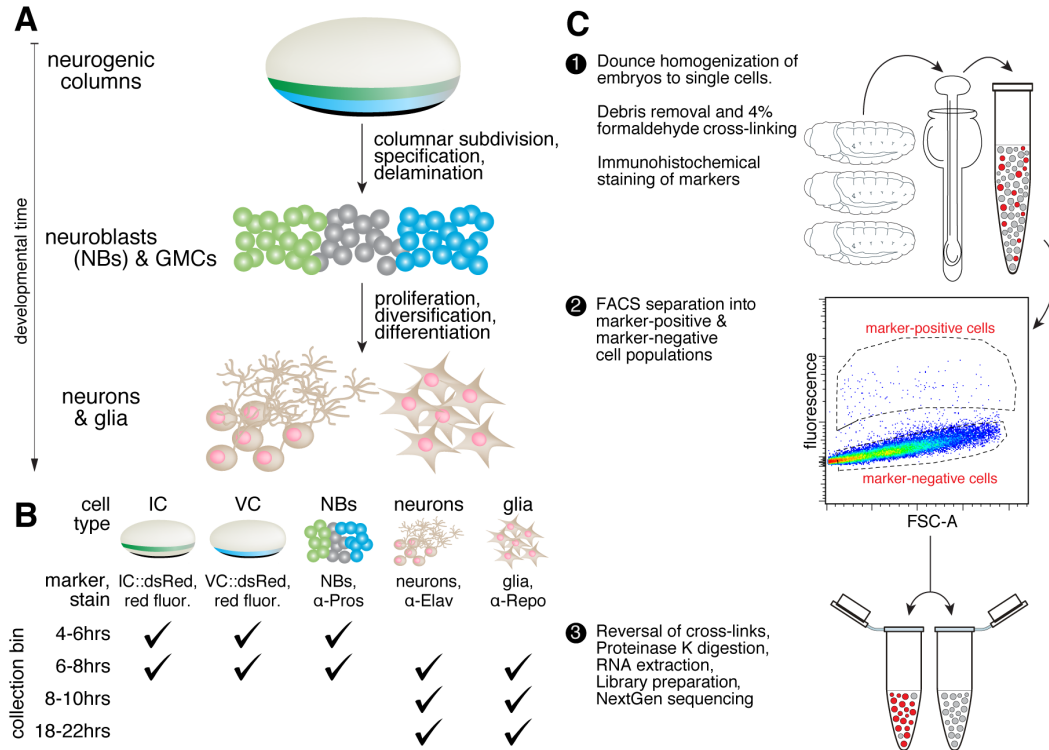 A
neurogenic
columns
columnar subdivision,
specification,
delamination
neuroblasts
(NBs) & GMCs
proliferation,
diversification,
differentiation
neurons
& glia
developmental time
B
cell
type
IC
VC
NBs
neurons
glia
marker,
stain
IC::dsRed,
red fluor.
VC::dsRed,
red fluor.
NBs,
α-Pros
neurons,
α-Elav
glia,
α-Repo
collection bin
4-6hrs
6-8hrs
8-10hrs
18-22hrs
C
1
Dounce homogenization of
embryos to single cells.
Debris removal and 4%
formaldehyde cross-linking
Immunohistochemical
staining of markers
2
FACS separation into
marker-positive &
marker-negative
cell populations
marker-positive cells
fluorescence
marker-negative cells
FSC-A
3
Reversal of cross-links,
Proteinase K digestion,
RNA extraction,
Library preparation,
NextGen sequencing